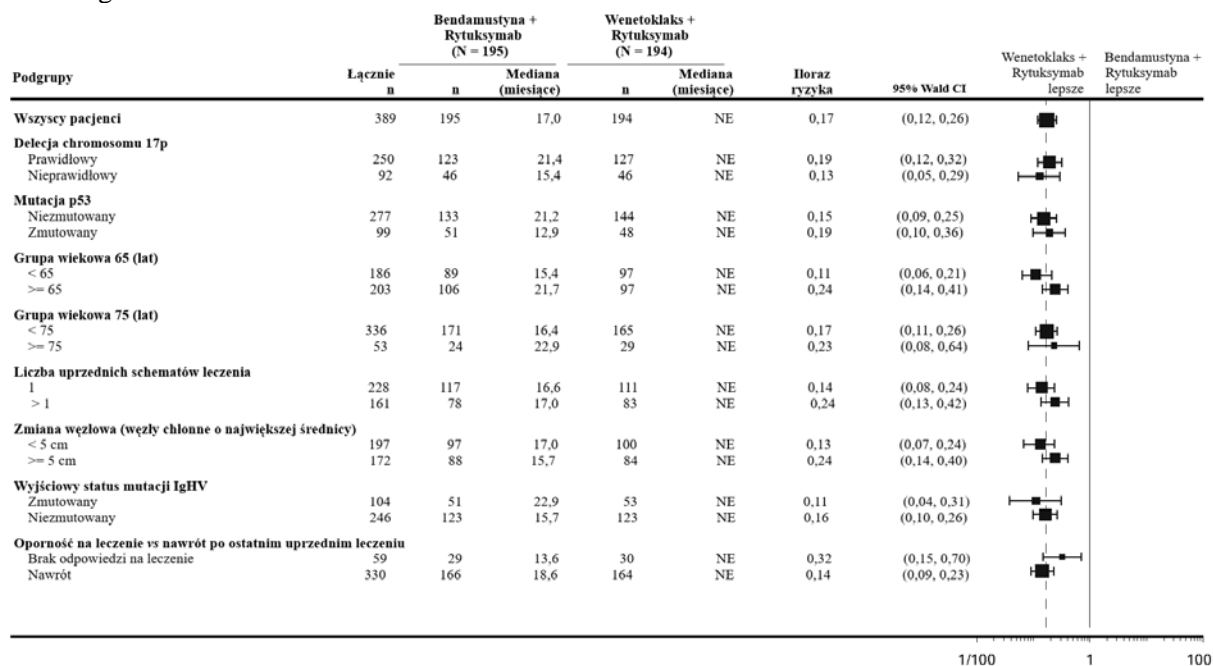 Bendamustyna + Rytuksymab (N = 195) Wenetoklaks + Rytuksymab (N = 194)
Wenetoklaks + Rytuksymab lepsze Bendamustyna + Rytuksymab lepsze
Podgrupy Łącznie n n Mediana (miesiące) n Mediana (miesiące) Iloraz ryzyka 95% Wald CI
Wszyscy pacjenci 389 195 17,0 194 NE 0,17 (0,12, 0,26)
Delecja chromosomu 17p
Prawidłowy 250 123 21,4 127 NE 0,19 (0,12, 0,32)
Nieprawidłowy 92 46 15,4 46 NE 0,13 (0,05, 0,29)
Mutacja p53
Niezmutowany 277 133 21,2 144 NE 0,15 (0,09, 0,25)
Zmutowany 99 51 12,9 48 NE 0,19 (0,10, 0,36)
Grupa wiekowa 65 (lat)
< 65 186 89 15,4 97 NE 0,11 (0,06, 0,21)
>= 65 203 106 21,7 97 NE 0,24 (0,14, 0,41)
Grupa wiekowa 75 (lat)
< 75 336 171 16,4 165 NE 0,17 (0,11, 0,26)
>= 75 53 24 22,9 29 NE 0,23 (0,08, 0,64)
Liczba uprzednich schematów leczenia
1 228 117 16,6 111 NE 0,14 (0,08, 0,24)
> 1 161 78 17,0 83 NE 0,24 (0,13, 0,42)
Zmiana węzłowa (węzły chłonne o największej średnicy)
< 5 cm 197 97 17,0 100 NE 0,13 (0,07, 0,24)
>= 5 cm 172 88 15,7 84 NE 0,24 (0,14, 0,40)
Wyjściowy status mutacji IgHV
Zmutowany 104 51 22,9 53 NE 0,11 (0,04, 0,31)
Niezmutowany 246 123 15,7 123 NE 0,16 (0,10, 0,26)
Oporność na leczenie vs nawrót po ostatnim uprzednim leczeniu
Brak odpowiedzi na leczenie 59 29 13,6 30 NE 0,32 (0,15, 0,70)
Nawrót 330 166 18,6 164 NE 0,14 (0,09, 0,23)
1/100 1 100